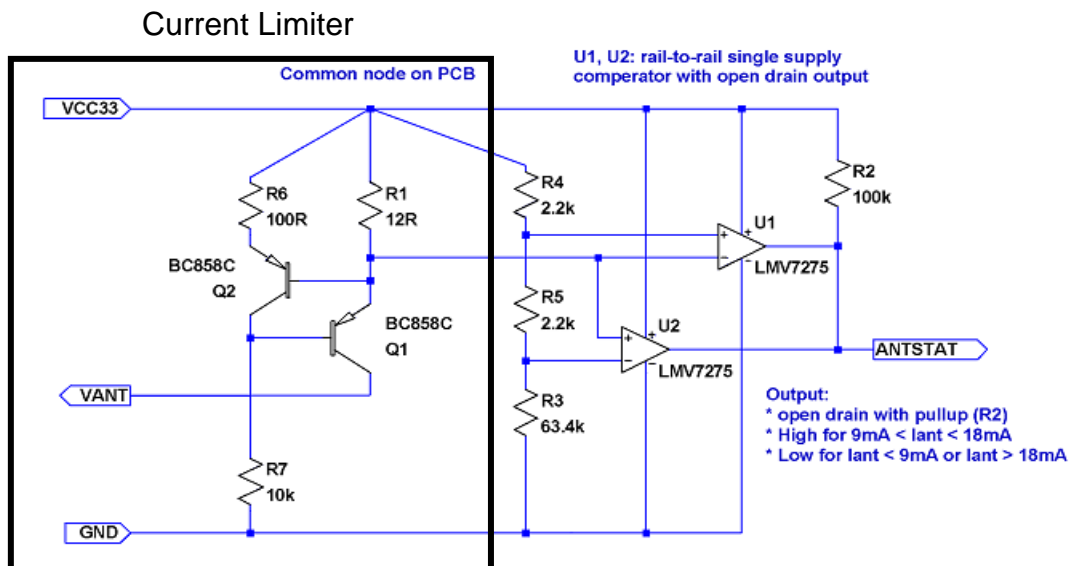 Current Limiter
Common node on PCB
U1, U2: rail-to-rail single supply
comperator with open drain output
VCC33
R6
100R
R1
12R
R4
2.2k
R2
100k
+
-
+
-
U1
LMV7275
BC858C
Q2
R5
2.2k
BC858C
Q1
+
-
+
-
U2
LMV7275
ANTSTAT
VANT
R3
63.4k
Output:
* open drain with pullup (R2)
* High for 9mA < Iant < 18mA
* Low for Iant < 9mA or Iant > 18mA
R7
10k
GND